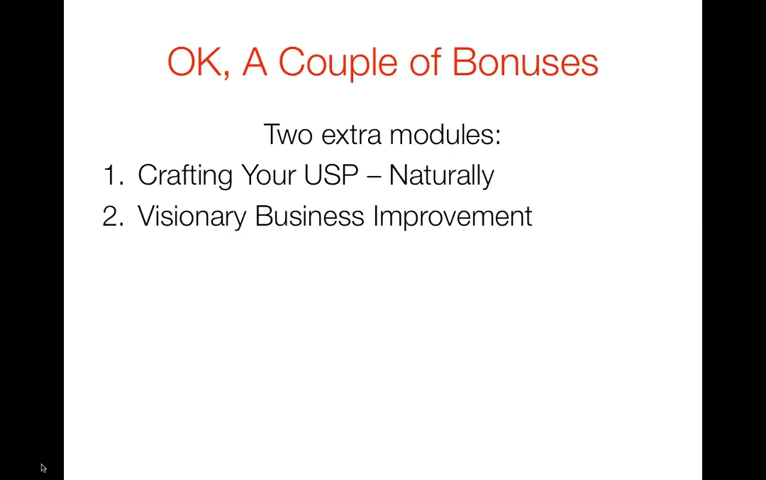 OK, A Couple of Bonuses
Two extra modules:
1. Crafting Your USP – Naturally
2. Visionary Business Improvement